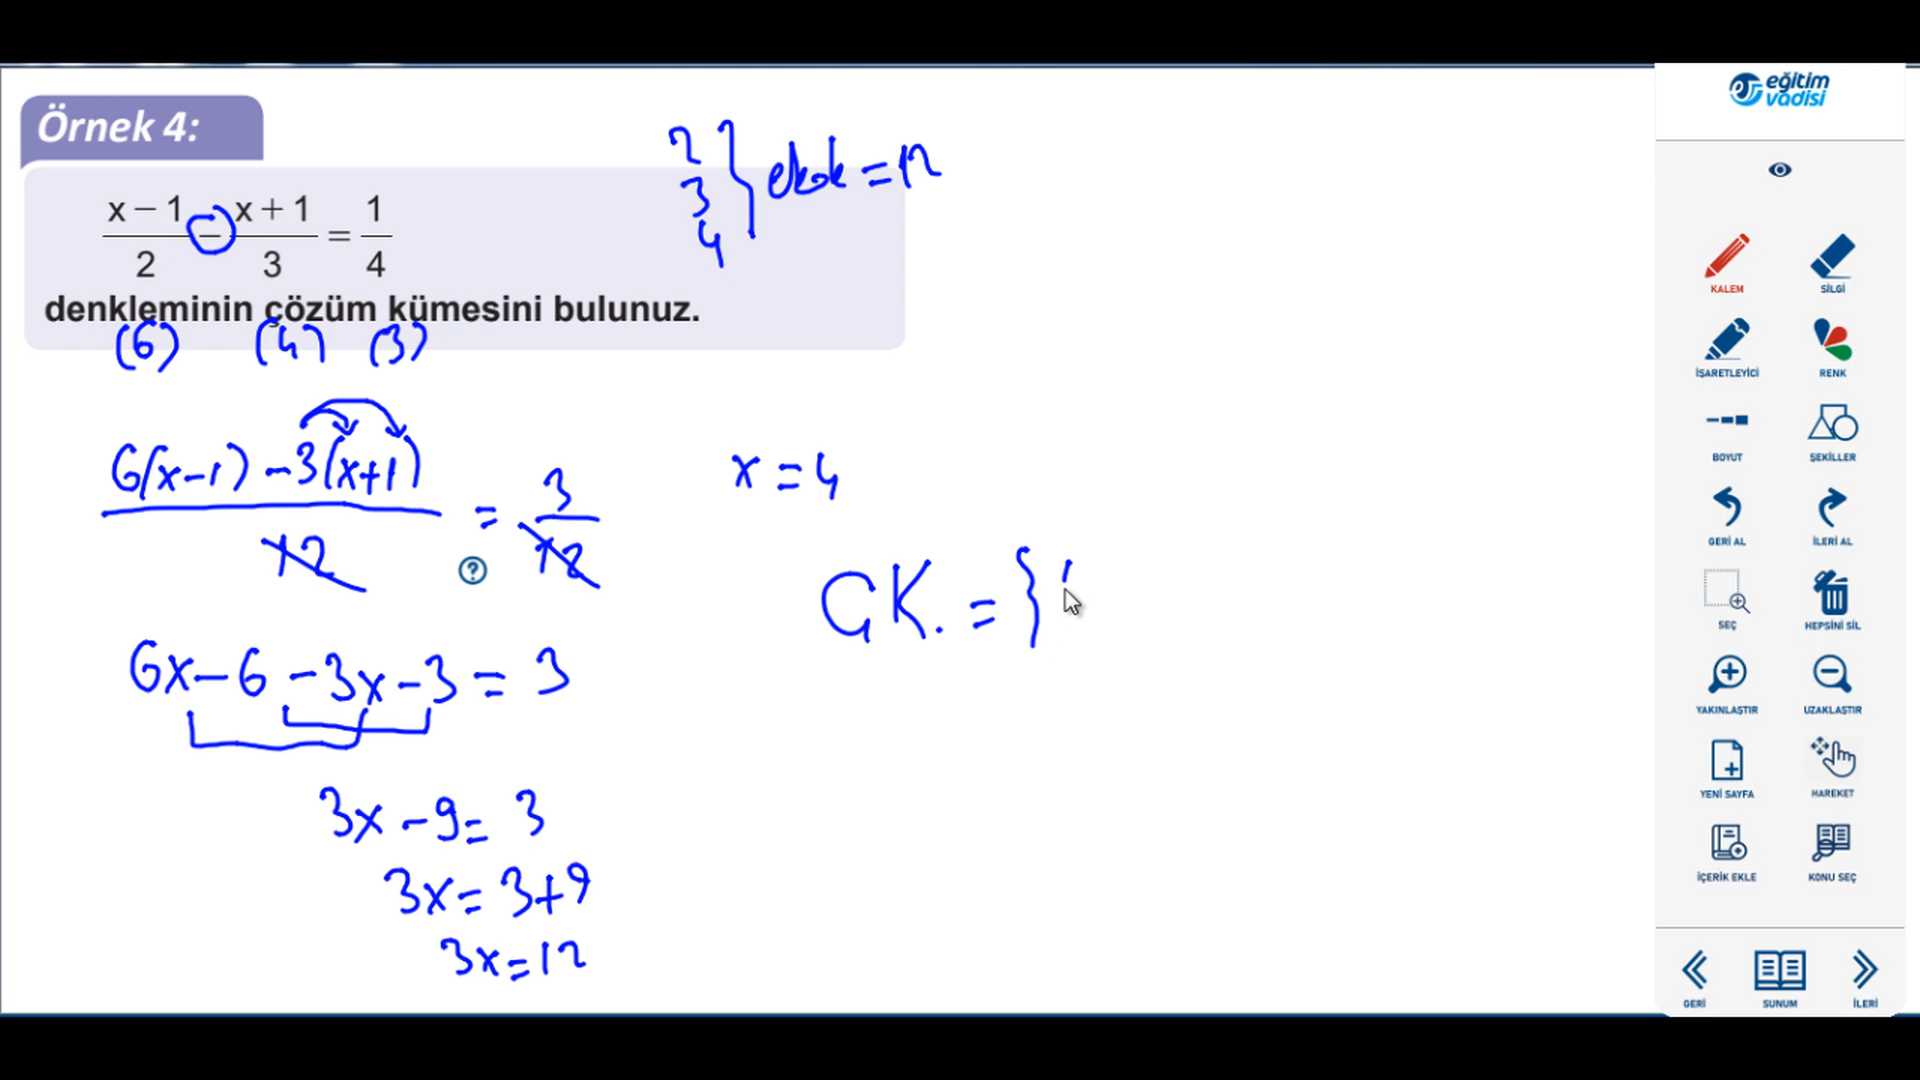 Örnek 4:
x − 1 / 2 − x + 1 / 3 = 1 / 4
denkleminin çözüm kümesini bulunuz.
(6) (4) (3)
2
3
4
} ekok = 12
6(x−1) −3(x+1) / 12 = 3 / 12
6x−6 −3x−3 = 3
3x −9= 3
3x= 3+9
3x=12
x = 4
ÇK. = {
eğitim
vadisi
KALEM
SİLGİ
İŞARETLEYİCİ
RENK
BOYUT
ŞEKİLLER
GERİ AL
İLERİ AL
SEÇ
HEPSİNİ SİL
YAKINLAŞTIR
UZAKLAŞTIR
YENİ SAYFA
HAREKET
İÇERİK EKLE
KONU SEÇ
GERİ
SUNUM
İLERİ